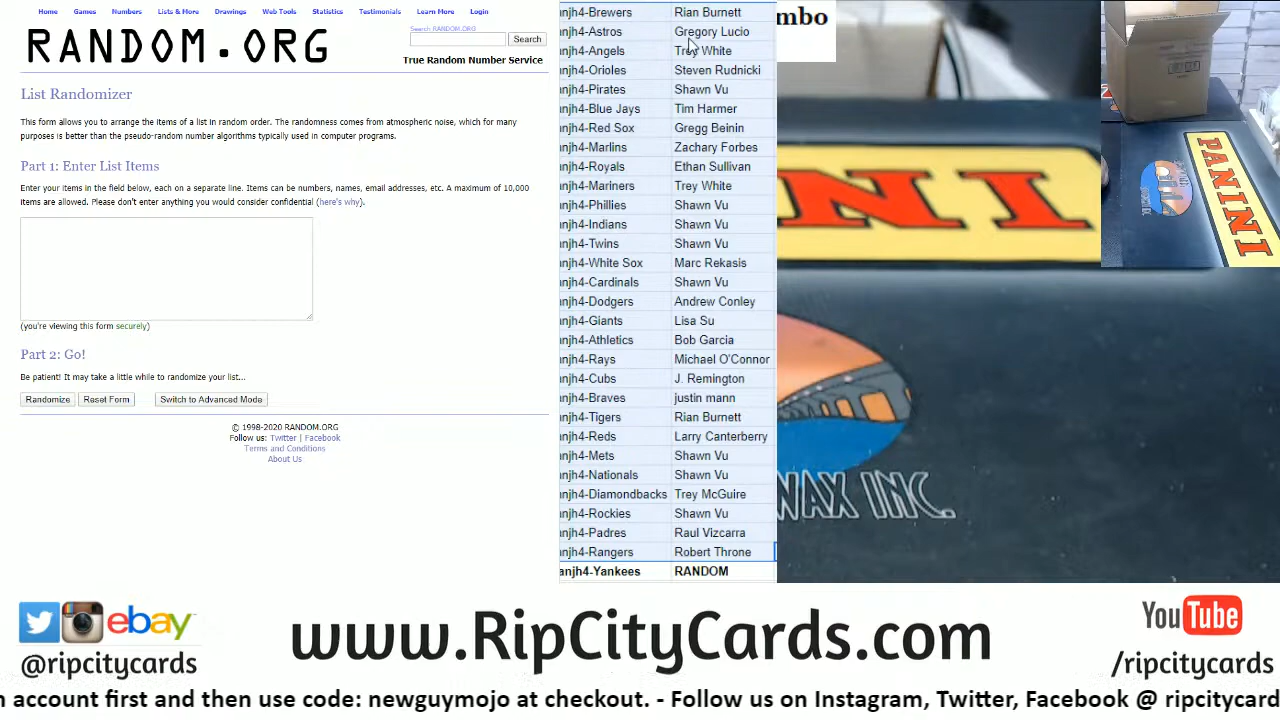 Home Games Numbers Lists & More Drawings Web Tools Statistics Testimonials Learn More Login
RANDOM.ORG
Search RANDOM.ORG
Search
True Random Number Service
List Randomizer
This form allows you to arrange the items of a list in random order. The randomness comes from atmospheric noise, which for many
purposes is better than the pseudo-random number algorithms typically used in computer programs.
Part 1: Enter List Items
Enter your items in the field below, each on a separate line. Items can be numbers, names, email addresses, etc. A maximum of 10,000
items are allowed. Please don't enter anything you would consider confidential (here's why).
(you're viewing this form securely)
Part 2: Go!
Be patient! It may take a little while to randomize your list...
Randomize Reset Form Switch to Advanced Mode
© 1998-2020 RANDOM.ORG
Follow us: Twitter | Facebook
Terms and Conditions
About Us
anjh4-Brewers Rian Burnett
anjh4-Astros Gregory Lucio
anjh4-Angels Trey White
anjh4-Orioles Steven Rudnicki
anjh4-Pirates Shawn Vu
anjh4-Blue Jays Tim Harmer
anjh4-Red Sox Gregg Beinin
anjh4-Marlins Zachary Forbes
anjh4-Royals Ethan Sullivan
anjh4-Mariners Trey White
anjh4-Phillies Shawn Vu
anjh4-Indians Shawn Vu
anjh4-Twins Shawn Vu
anjh4-White Sox Marc Rekasis
anjh4-Cardinals Shawn Vu
anjh4-Dodgers Andrew Conley
anjh4-Giants Lisa Su
anjh4-Athletics Bob Garcia
anjh4-Rays Michael O'Connor
anjh4-Cubs J. Remington
anjh4-Braves justin mann
anjh4-Tigers Rian Burnett
anjh4-Reds Larry Canterberry
anjh4-Mets Shawn Vu
anjh4-Nationals Shawn Vu
anjh4-Diamondbacks Trey McGuire
anjh4-Rockies Shawn Vu
anjh4-Padres Raul Vizcarra
anjh4-Rangers Robert Throne
anjh4-Yankees RANDOM
mbo
NI
WAX INC.
PANINI
ebay
@ripcitycards
www.RipCityCards.com
YouTube
/ripcitycards
n account first and then use code: newguymojo at checkout. - Follow us on Instagram, Twitter, Facebook @ ripcitycard